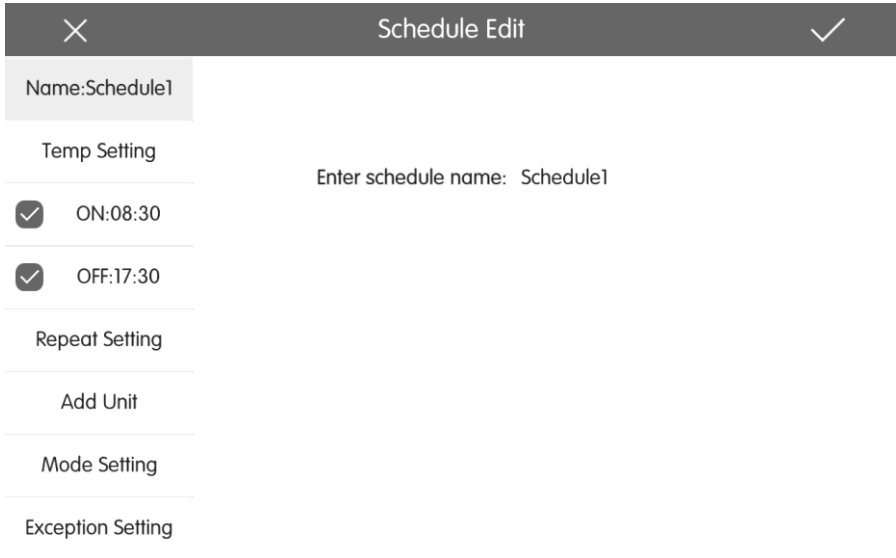 Schedule Edit
Name:Schedule1
Temp Setting
ON:08:30
OFF:17:30
Repeat Setting
Add Unit
Mode Setting
Exception Setting
Enter schedule name: Schedule1